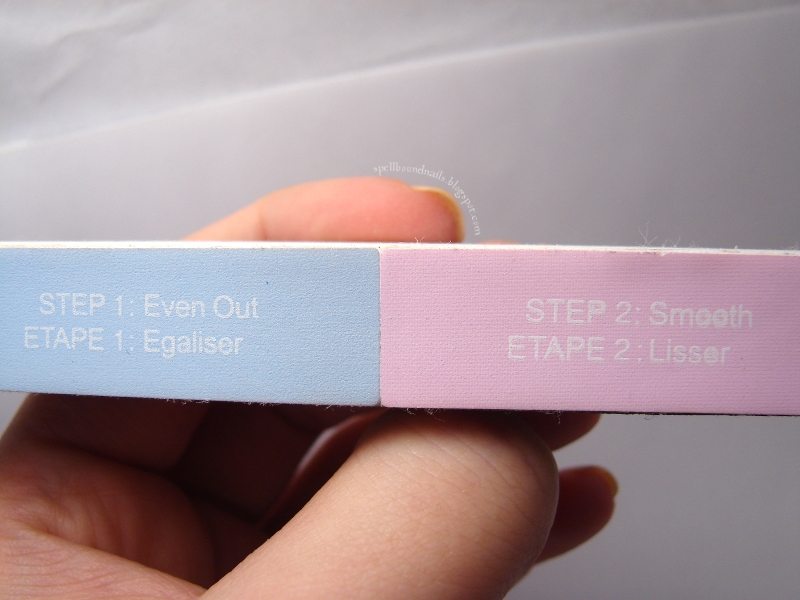 spellboundnails.blogspot.com
STEP 1: Even Out
ETAPE 1: Egaliser
STEP 2: Smooth
ETAPE 2: Lisser